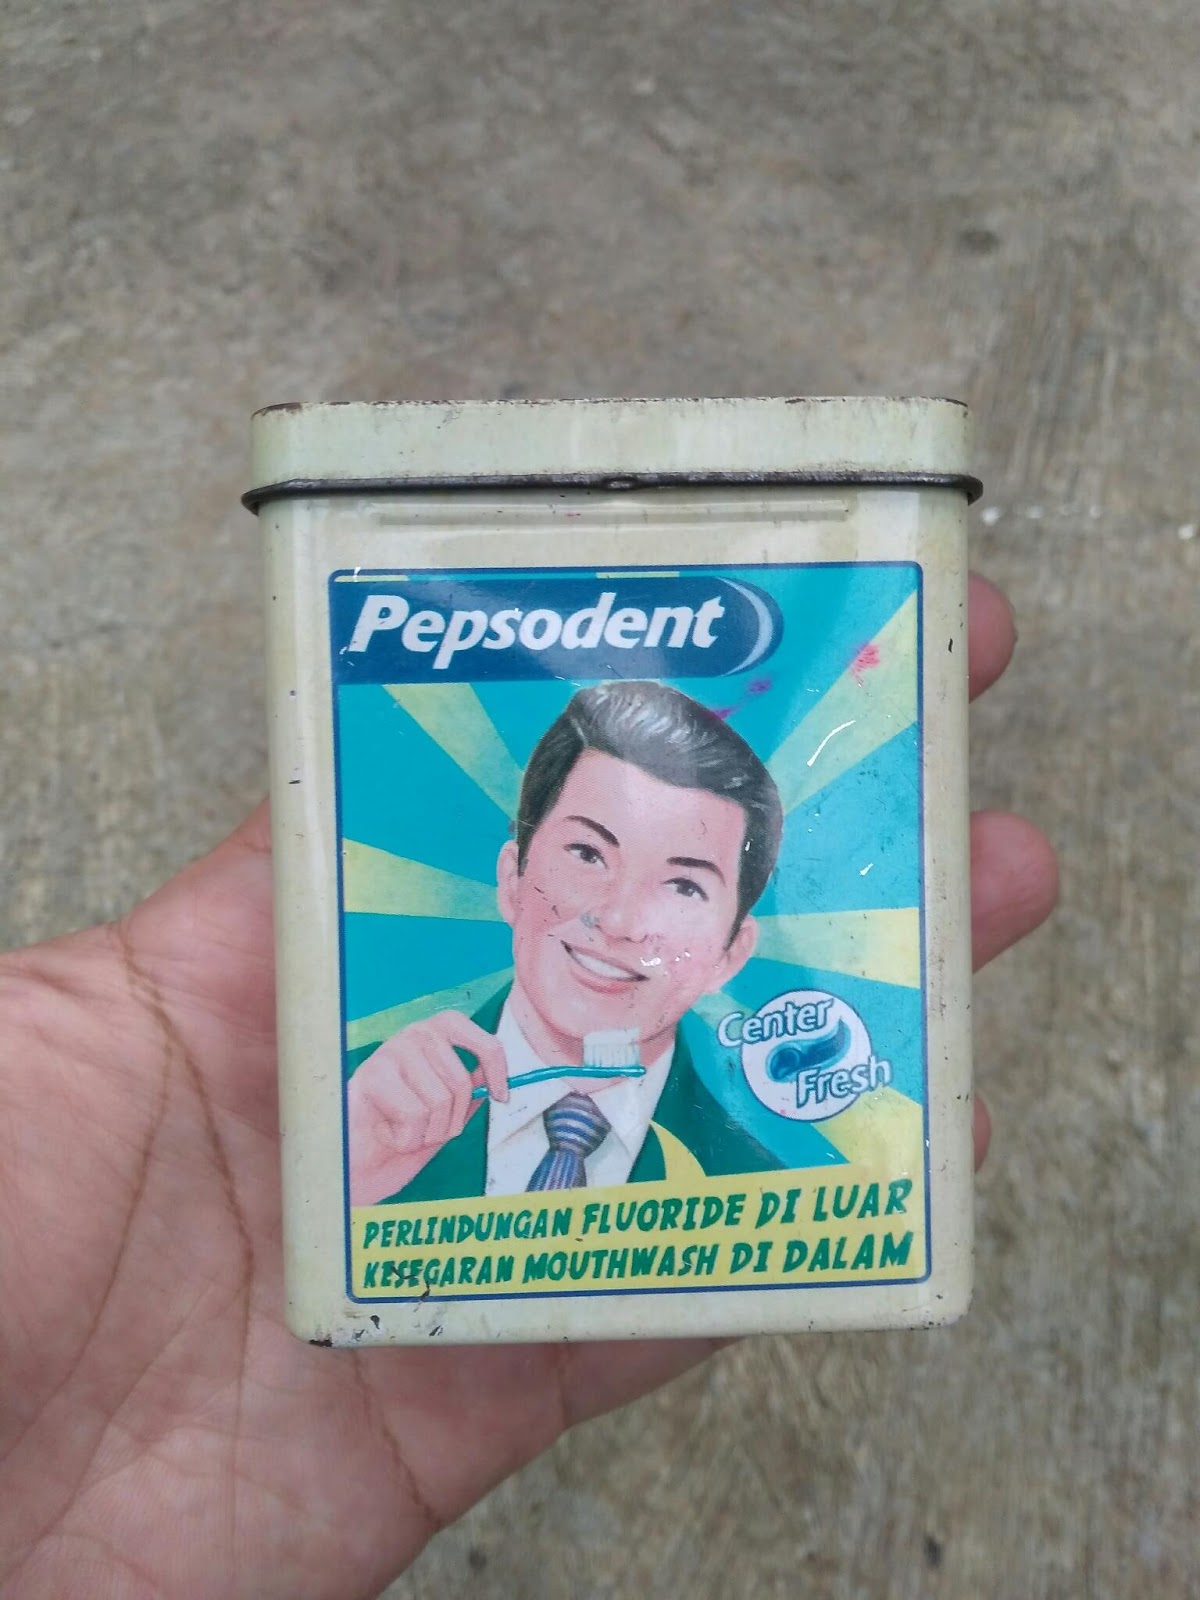 Pepsodent
Center
Fresh
PERLINDUNGAN FLUORIDE DI LUAR
KESEGARAN MOUTHWASH DI DALAM